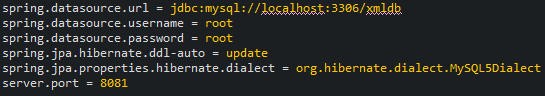 spring.datasource.url = jdbc:mysql://localhost:3306/xmldb
spring.datasource.username = root
spring.datasource.password = root
spring.jpa.hibernate.ddl-auto = update
spring.jpa.properties.hibernate.dialect = org.hibernate.dialect.MySQL5Dialect
server.port = 8081